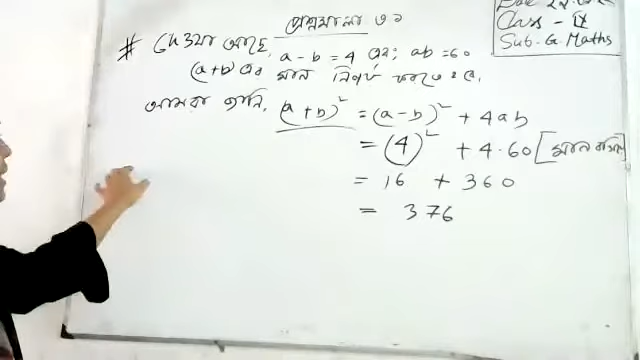 প্রশ্নমালা ৩.১
Class - IX
Sub. G. Maths
# দেওয়া আছে, a - b = 4 এবং ab = 60
(a+b) এর মান নির্ণয় করতে হবে।
আমরা জানি, (a + b)² = (a - b)² + 4ab
= (4)² + 4·60 [মান বসিয়ে
= 16 + 360
= 376